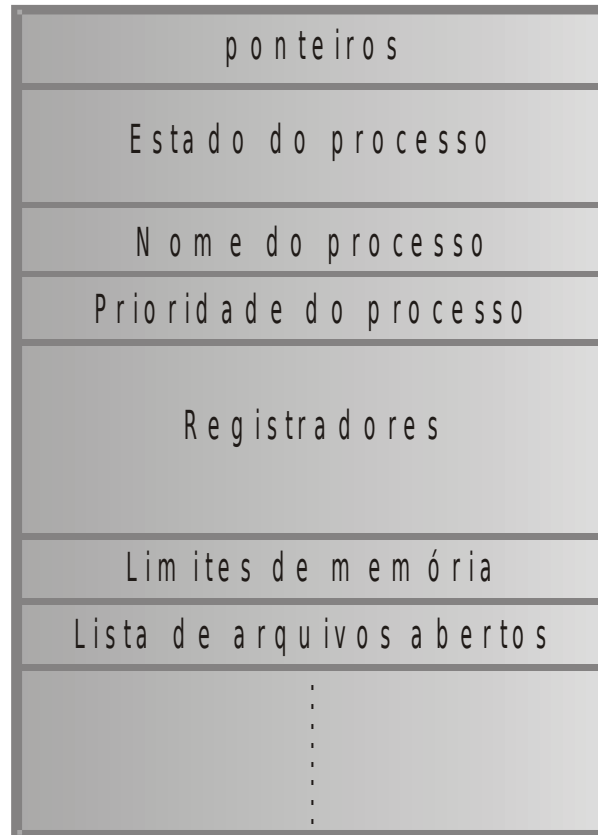 ponteiros
Estado do processo
Nome do processo
Prioridade do processo
Registradores
Limites de memória
Lista de arquivos abertos